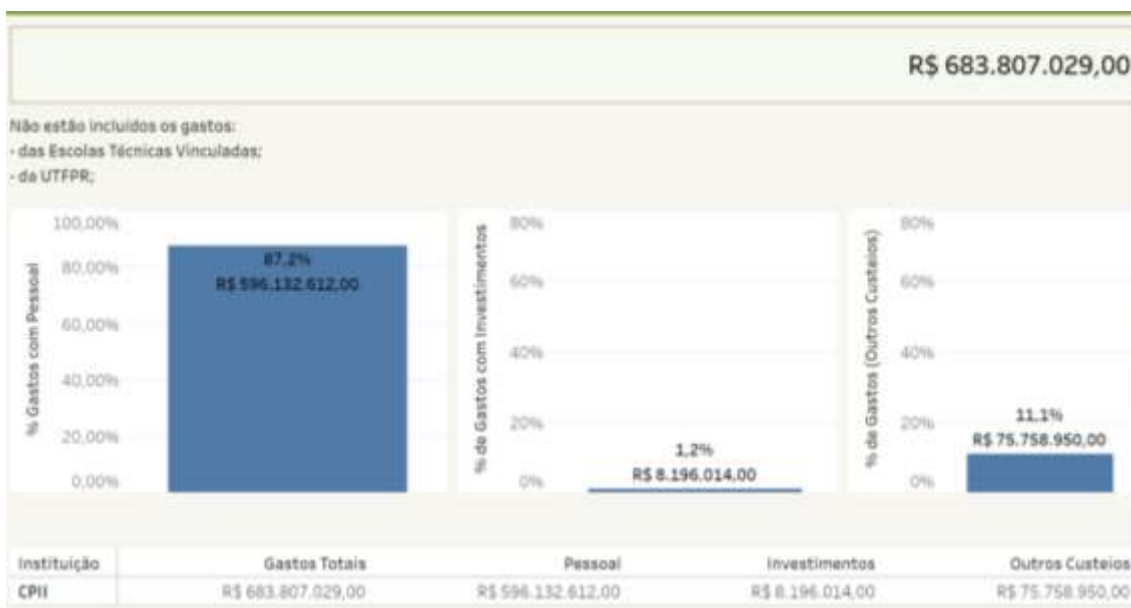 R$ 683.807.029,00
Não estão incluídos os gastos:
- das Escolas Técnicas Vinculadas;
- da UTFPR;
% Gastos com Pessoal
100,00%
80,00%
60,00%
40,00%
20,00%
0,00%
87,2%
R$ 596.132.612,00
% de Gastos com Investimentos
80%
60%
40%
20%
0%
1,2%
R$ 8.196.014,00
% de Gastos (Outros Custeios)
80%
60%
40%
20%
0%
11,1%
R$ 75.758.950,00
Instituição Gastos Totais Pessoal Investimentos Outros Custeios
CPII R$ 683.807.029,00 R$ 596.132.612,00 R$ 8.196.014,00 R$ 75.758.950,00